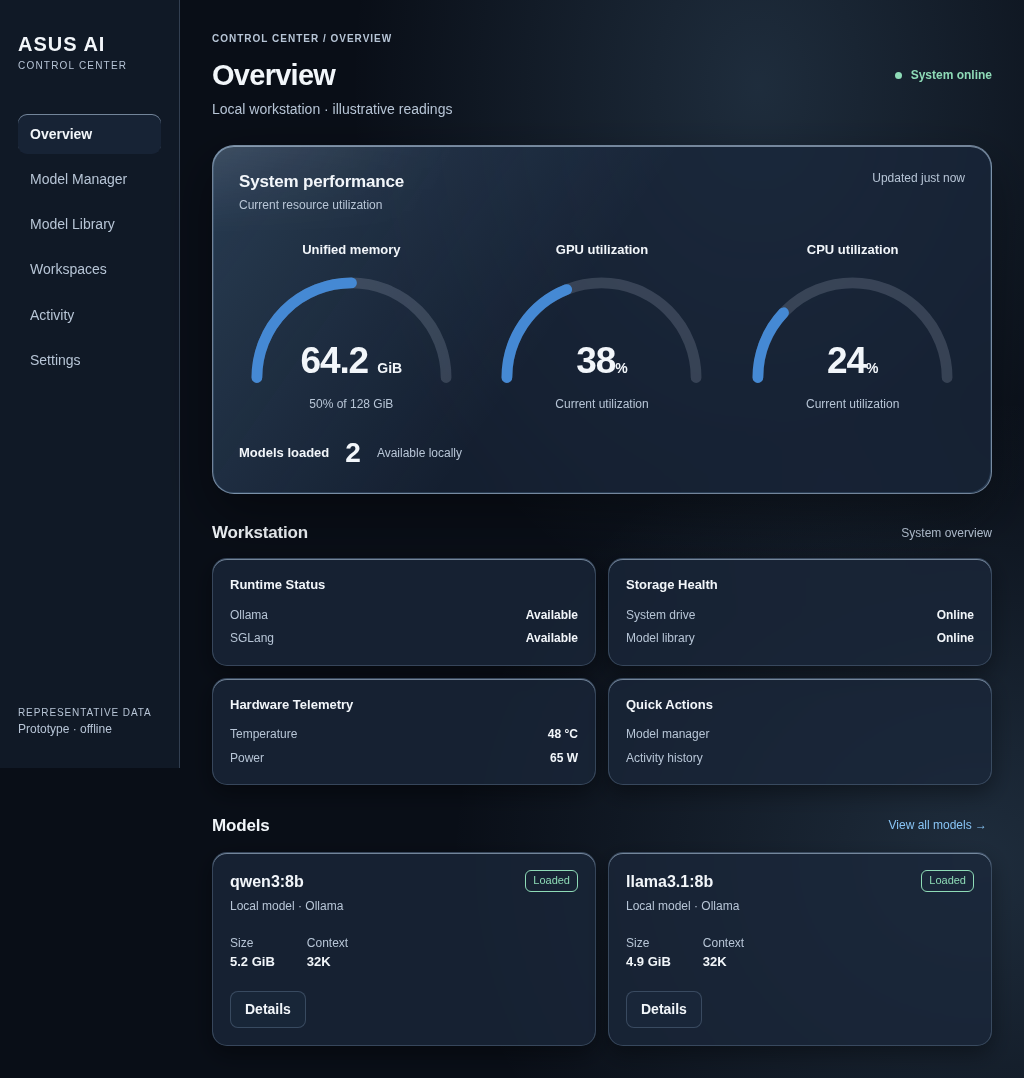 ASUS AI
CONTROL CENTER
Overview
Model Manager
Model Library
Workspaces
Activity
Settings
REPRESENTATIVE DATA
Prototype · offline
CONTROL CENTER / OVERVIEW
Overview
System online
Local workstation · illustrative readings
System performance
Updated just now
Current resource utilization
Unified memory
64.2 GiB
50% of 128 GiB
GPU utilization
38%
Current utilization
CPU utilization
24%
Current utilization
Models loaded 2 Available locally
Workstation
System overview
Runtime Status
Ollama Available
SGLang Available
Storage Health
System drive Online
Model library Online
Hardware Telemetry
Temperature 48 °C
Power 65 W
Quick Actions
Model manager
Activity history
Models
View all models →
qwen3:8b
Loaded
Local model · Ollama
Size Context
5.2 GiB 32K
Details
llama3.1:8b
Loaded
Local model · Ollama
Size Context
4.9 GiB 32K
Details